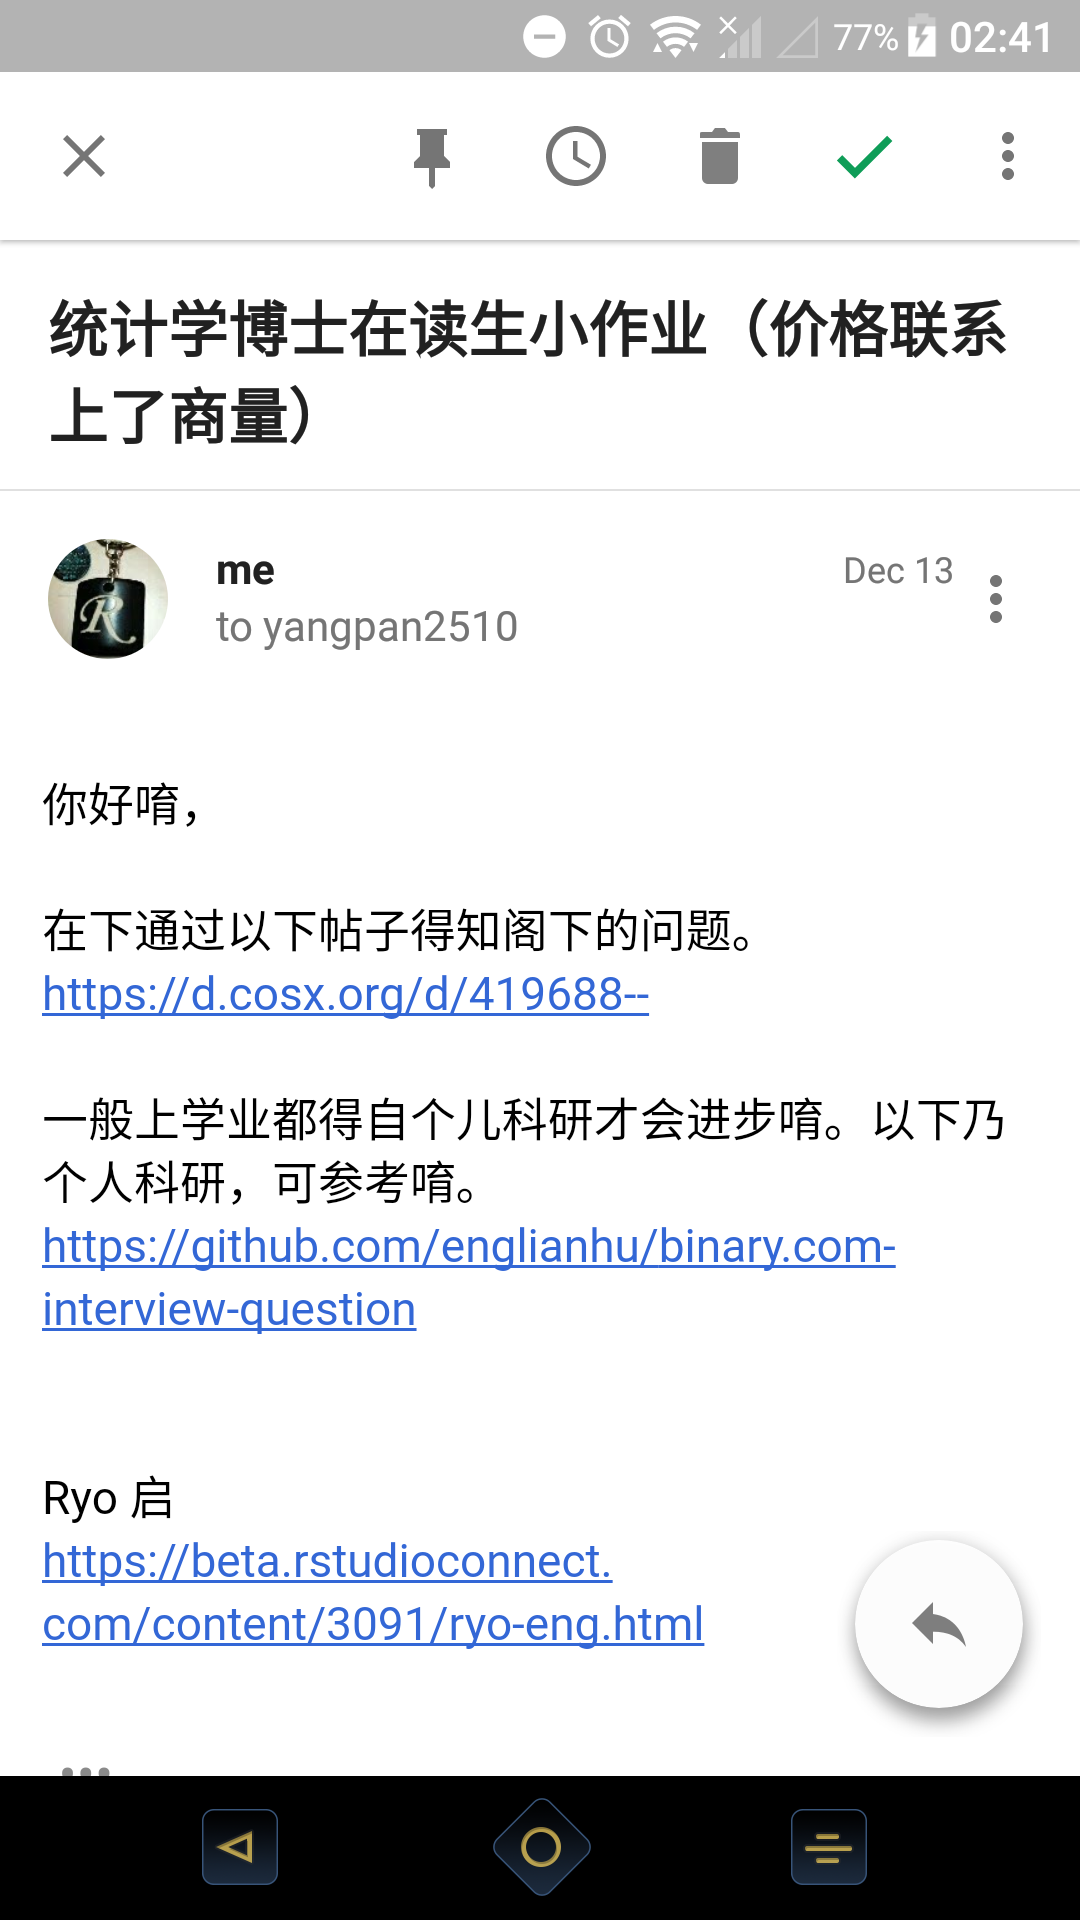 77% 02:41
统计学博士在读生小作业（价格联系
上了商量）
me
Dec 13
to yangpan2510
你好唷，
在下通过以下帖子得知阁下的问题。
https://d.cosx.org/d/419688--
一般上学业都得自个儿科研才会进步唷。以下乃
个人科研，可参考唷。
https://github.com/englianhu/binary.com-
interview-question
Ryo 启
https://beta.rstudioconnect.
com/content/3091/ryo-eng.html